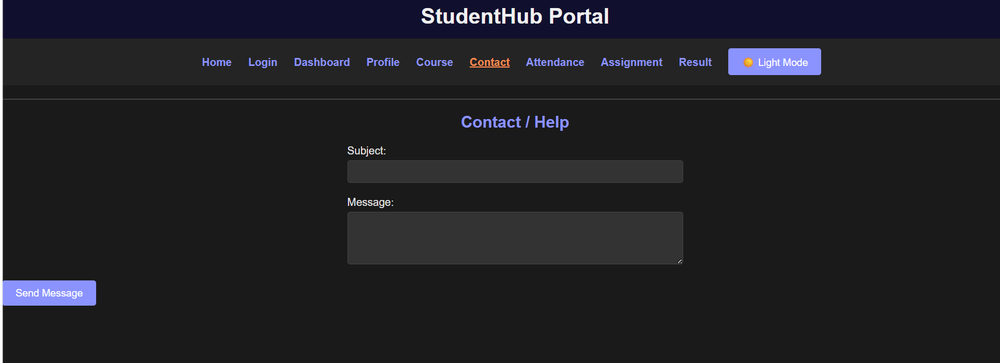 StudentHub Portal
Home Login Dashboard Profile Course Contact Attendance Assignment Result Light Mode
Contact / Help
Subject:
Message:
Send Message